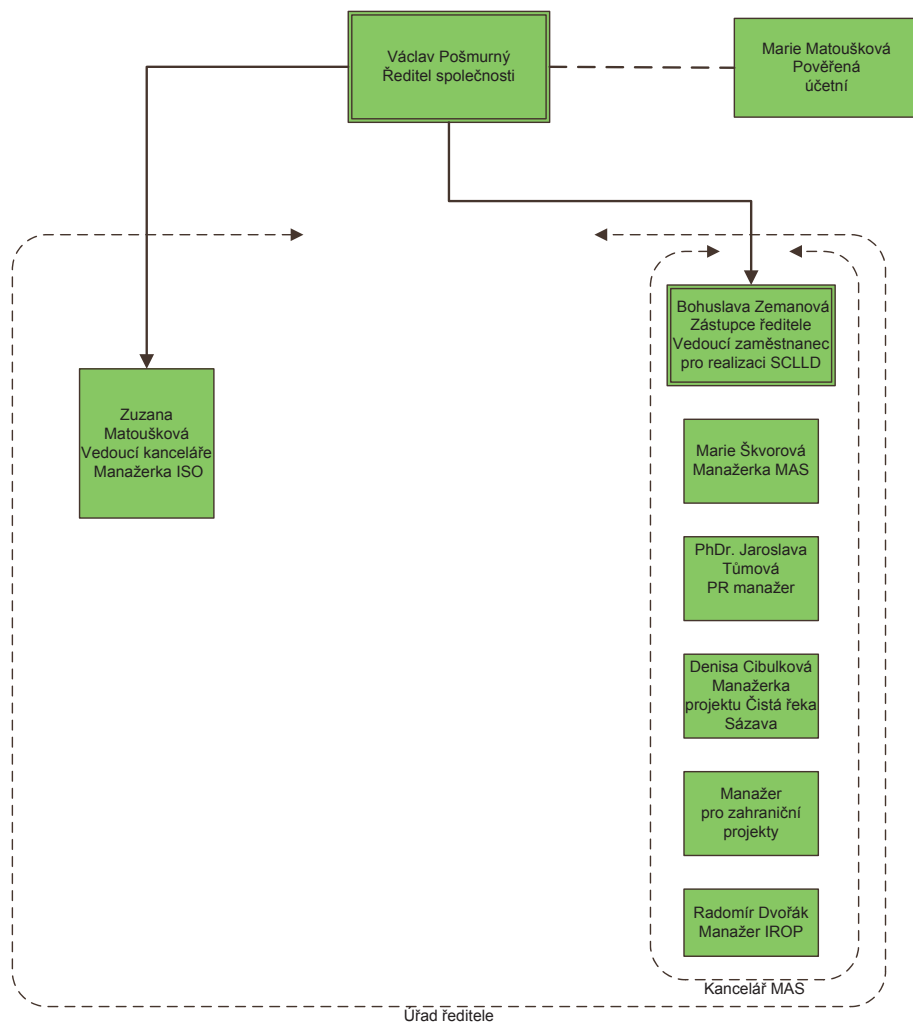 Václav Pošmurný
Ředitel společnosti
Marie Matoušková
Pověřená
účetní
Bohuslava Zemanová
Zástupce ředitele
Vedoucí zaměstnanec
pro realizaci SCLLD
Zuzana
Matoušková
Vedoucí kanceláře
Manažerka ISO
Marie Škvorová
Manažerka MAS
PhDr. Jaroslava
Tůmová
PR manažer
Denisa Cibulková
Manažerka
projektu Čistá řeka
Sázava
Manažer
pro zahraniční
projekty
Radomír Dvořák
Manažer IROP
Kancelář MAS
Úřad ředitele